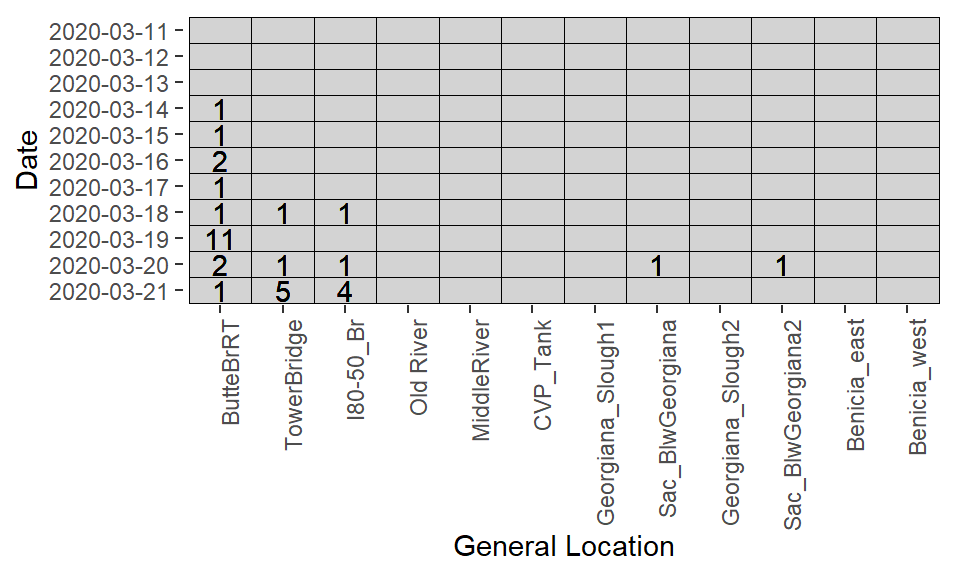 Date
2020-03-11
2020-03-12
2020-03-13
2020-03-14 1
2020-03-15 1
2020-03-16 2
2020-03-17 1
2020-03-18 1 1 1
2020-03-19 11
2020-03-20 2 1 1 1 1
2020-03-21 1 5 4
ButteBrRT
TowerBridge
I80-50_Br
Old River
MiddleRiver
CVP_Tank
Georgiana_Slough1
Sac_BlwGeorgiana
Georgiana_Slough2
Sac_BlwGeorgiana2
Benicia_east
Benicia_west
General Location